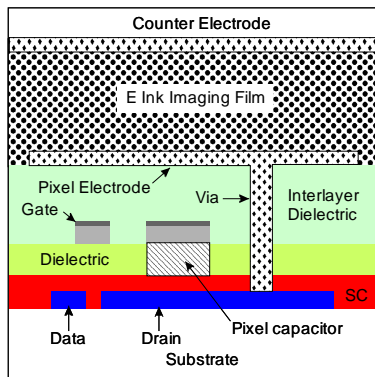 Counter Electrode
E Ink Imaging Film
Pixel Electrode
Via
Interlayer
Dielectric
Gate
Dielectric
SC
Data
Drain
Pixel capacitor
Substrate